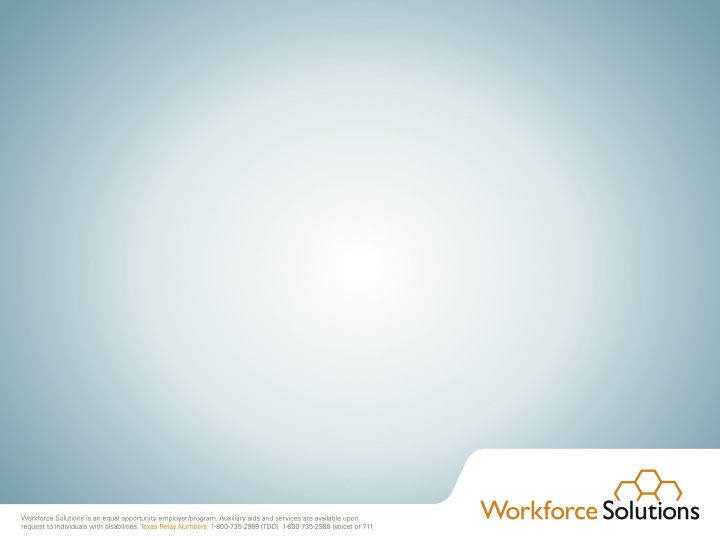 Workforce Solutions
Workforce Solutions is an equal opportunity employer/program. Auxiliary aids and services are available upon
request to individuals with disabilities. Texas Relay Numbers: 1-800-735-2989 (TDD) 1-800-735-2988 (voice) or 711